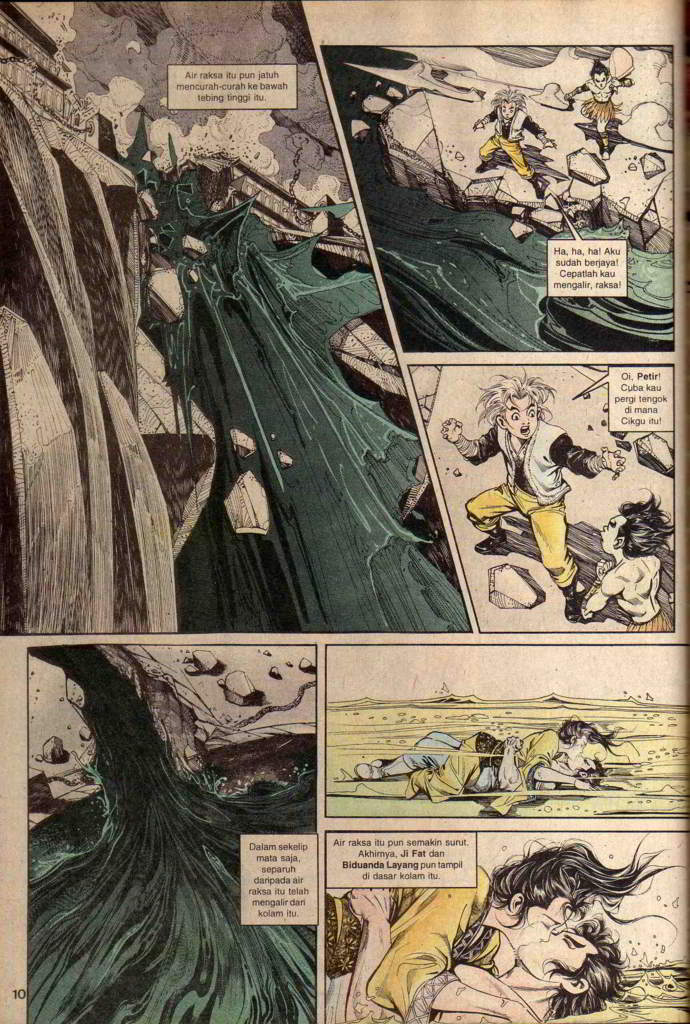 Air raksa itu pun jatuh
mencurah-curah ke bawah
tebing tinggi itu.
Ha, ha, ha! Aku
sudah berjaya!
Cepatlah kau
mengalir, raksa!
Oi, Petir!
Cuba kau
pergi tengok
di mana
Cikgu itu!
Dalam sekelip
mata saja,
separuh
daripada air
raksa itu telah
mengalir dari
kolam itu.
Air raksa itu pun semakin surut.
Akhirnya, Ji Fat dan
Biduanda Layang pun tampil
di dasar kolam itu.
10